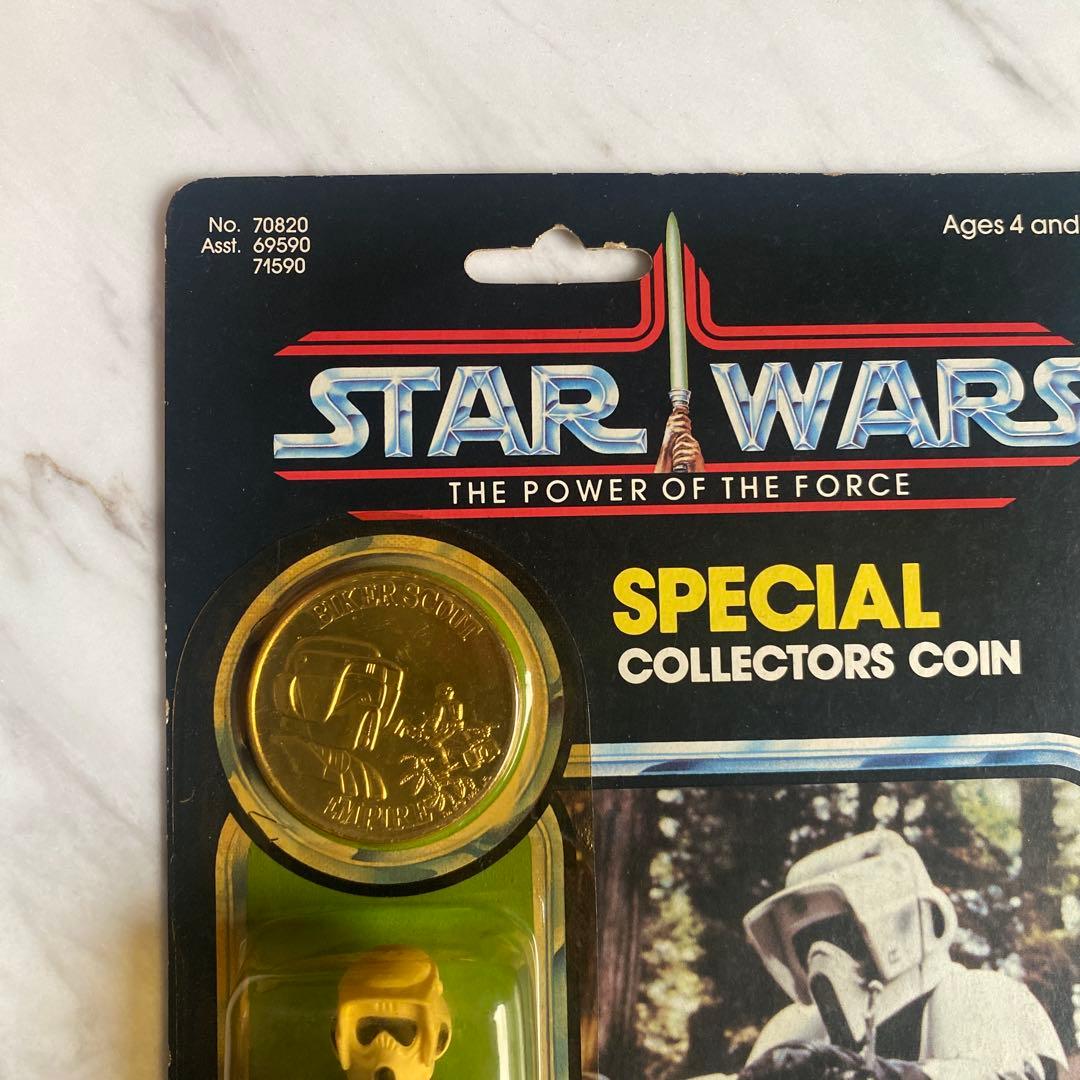 No. 70820
Asst. 69590
71590
Ages 4 and
STAR WARS
THE POWER OF THE FORCE
SPECIAL
COLLECTORS COIN
BIKER SCOUT
EMPIRE